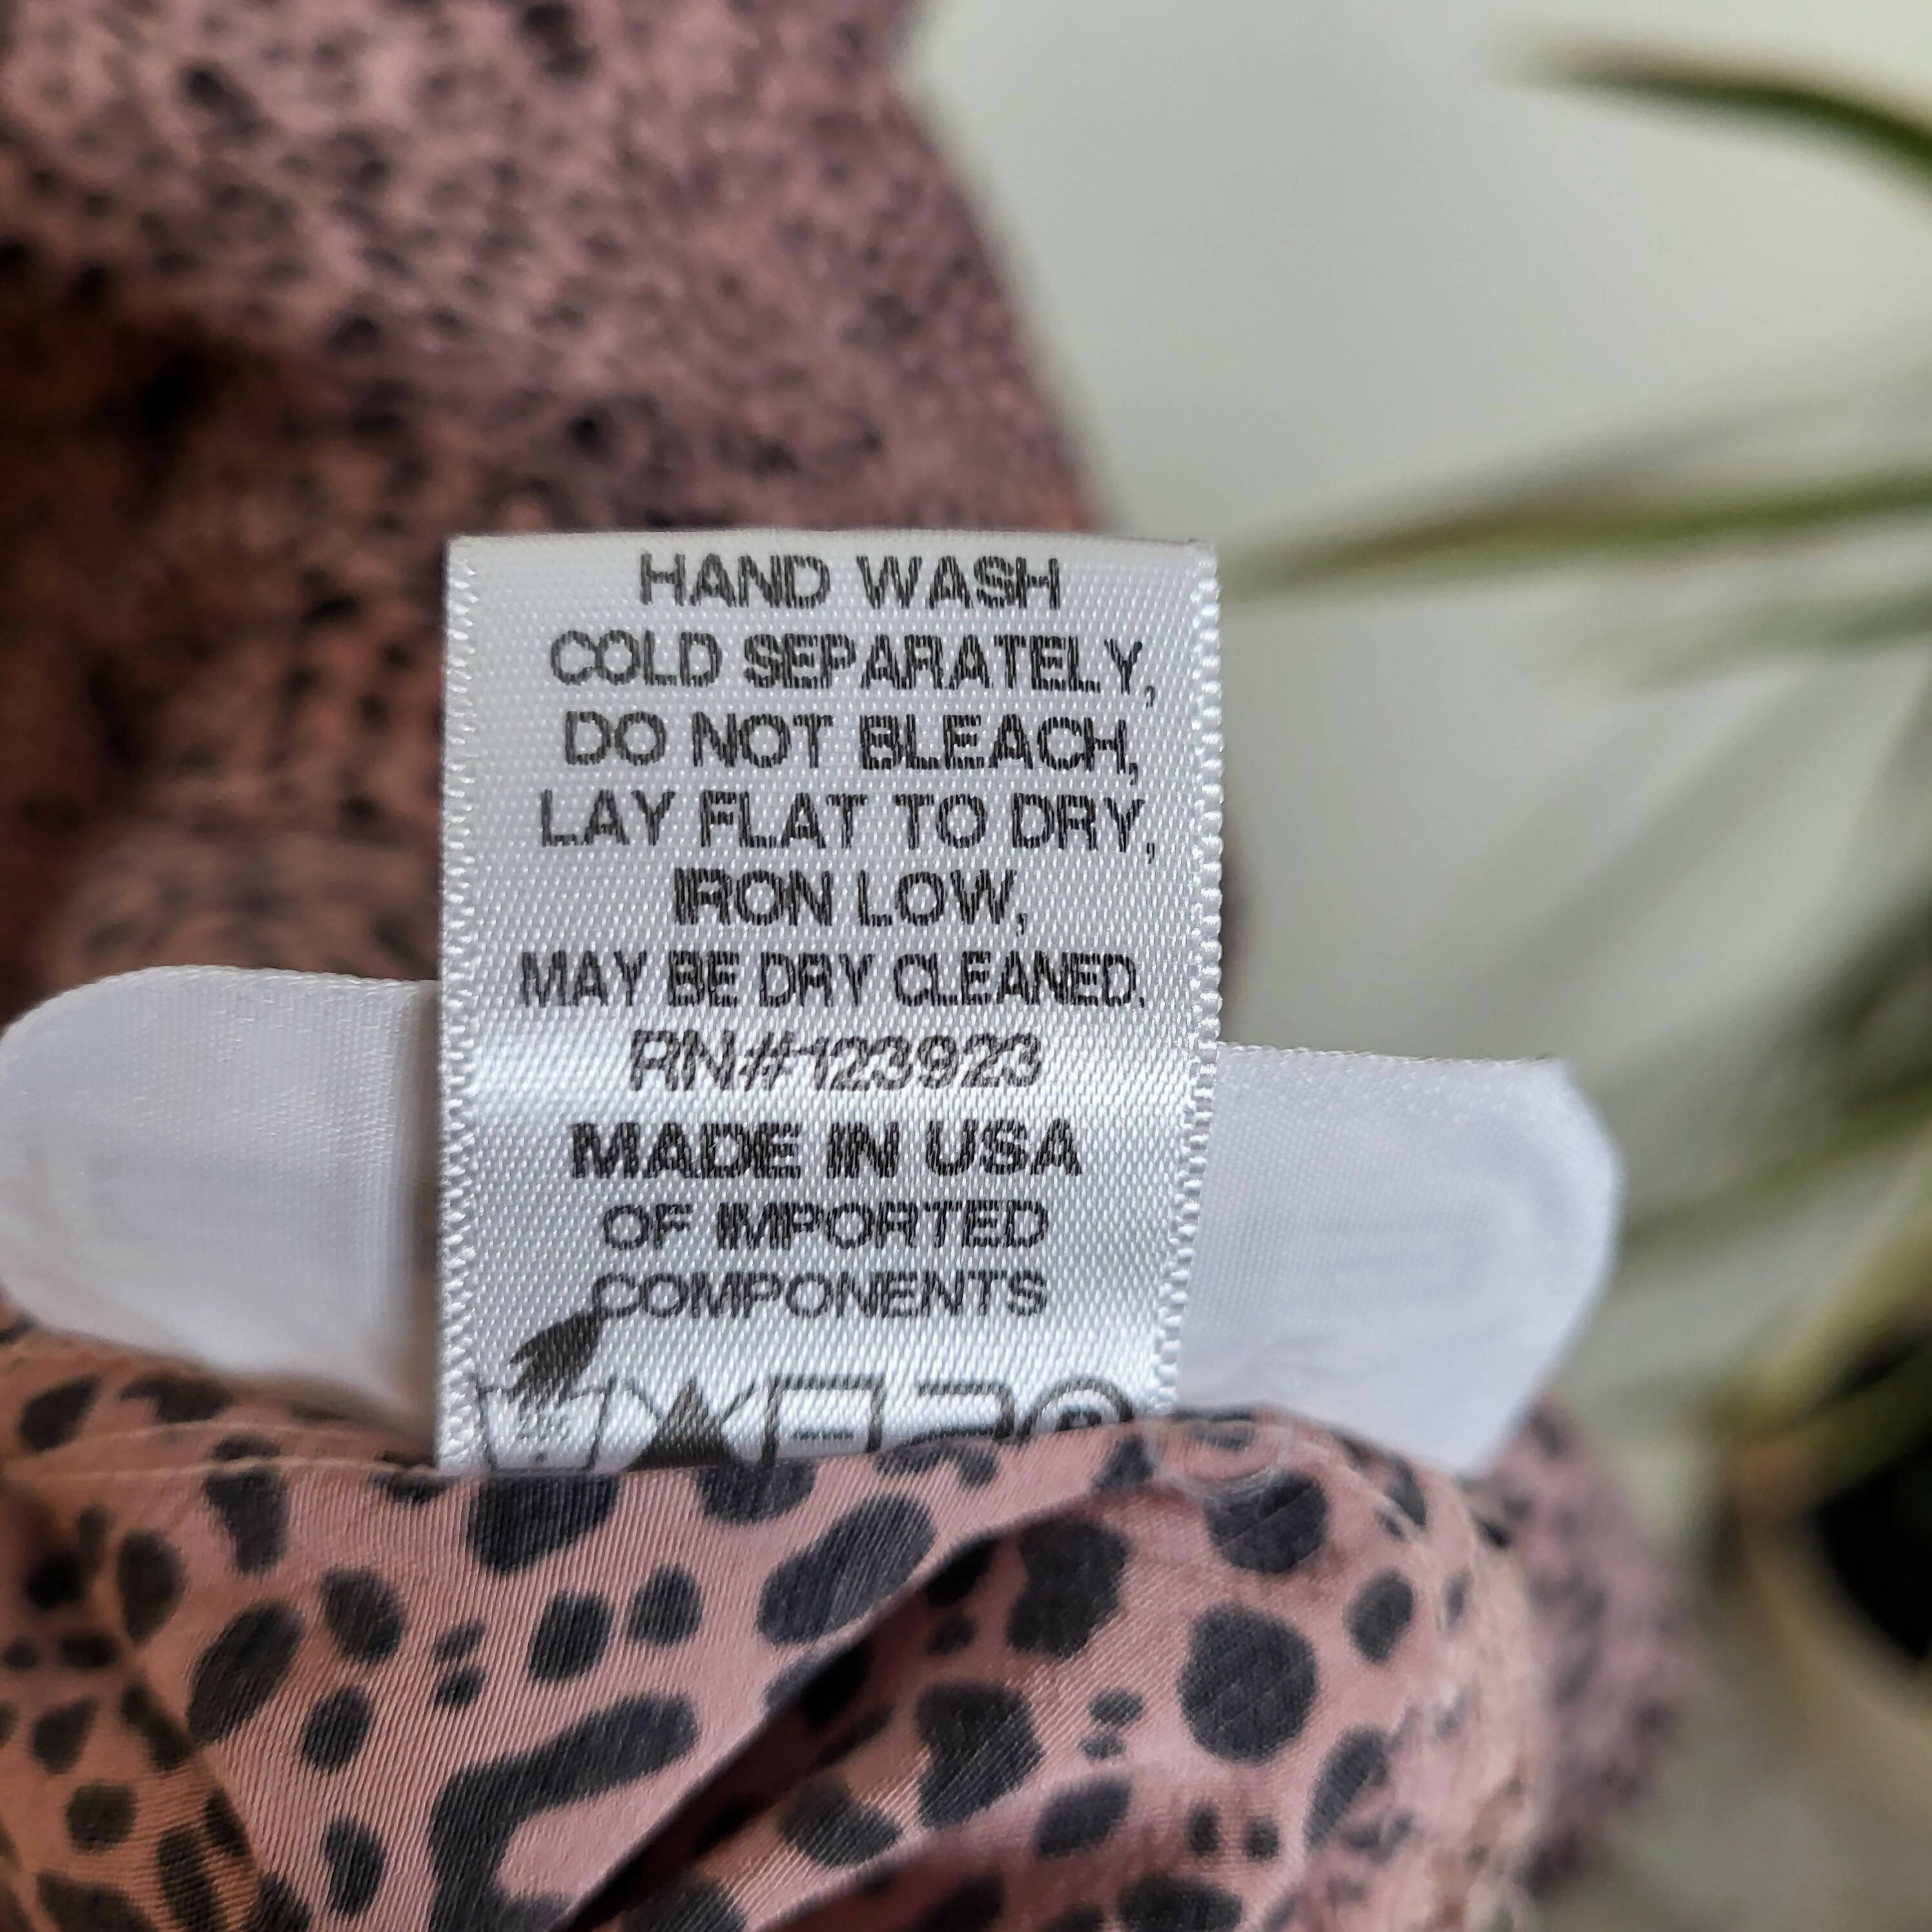 HAND WASH
COLD SEPARATELY,
DO NOT BLEACH,
LAY FLAT TO DRY,
IRON LOW,
MAY BE DRY CLEANED.
RN#123923
MADE IN USA
OF IMPORTED
COMPONENTS